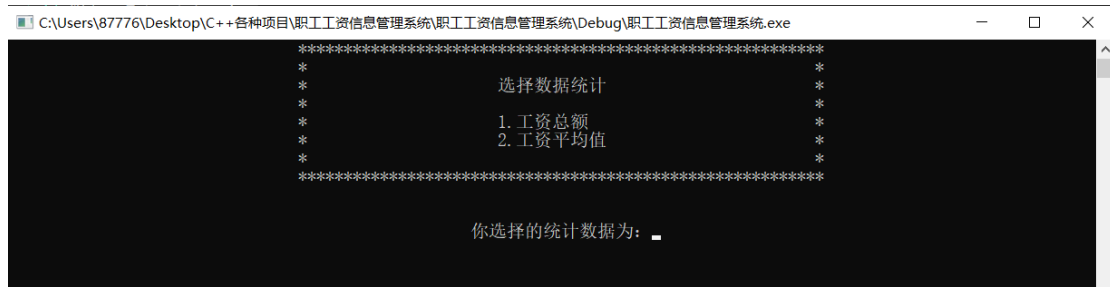 C:\Users\87776\Desktop\C++各种项目\职工工资信息管理系统\职工工资信息管理系统\Debug\职工工资信息管理系统.exe
**********************************************************
* *
* 选择数据统计 *
* *
* 1.工资总额 *
* 2.工资平均值 *
* *
**********************************************************
你选择的统计数据为：